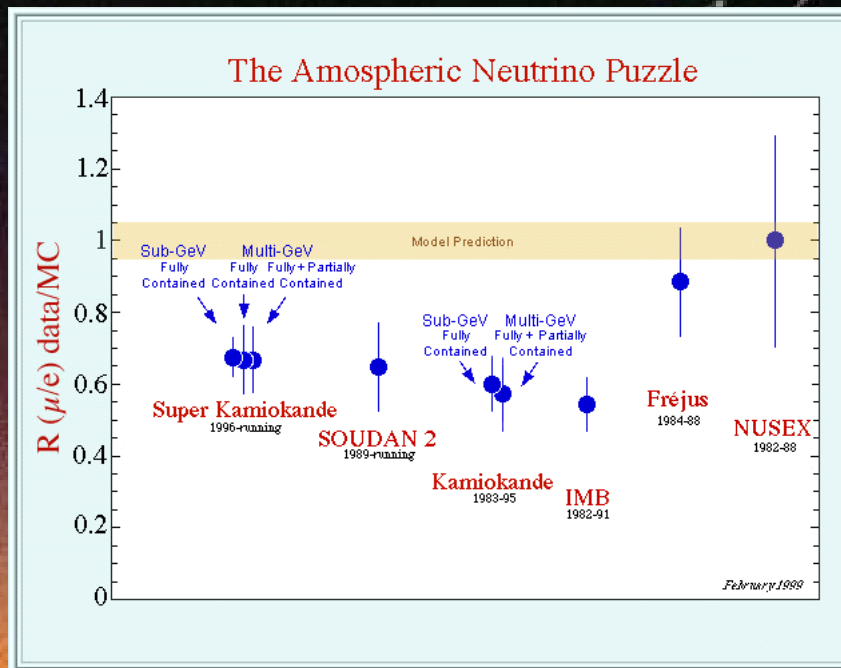 The Amospheric Neutrino Puzzle
R (μ/e) data/MC
1.4
1.2
1
0.8
0.6
0.4
0.2
0
Model Prediction
Sub-GeV Multi-GeV
Fully Fully Fully + Partially
Contained Contained Contained
Super Kamiokande
1996-running
SOUDAN 2
1989-running
Sub-GeV Multi-GeV
Fully Fully + Partially
Contained Contained
Kamiokande
1983-95
IMB
1982-91
Fréjus
1984-88
NUSEX
1982-88
February 1999